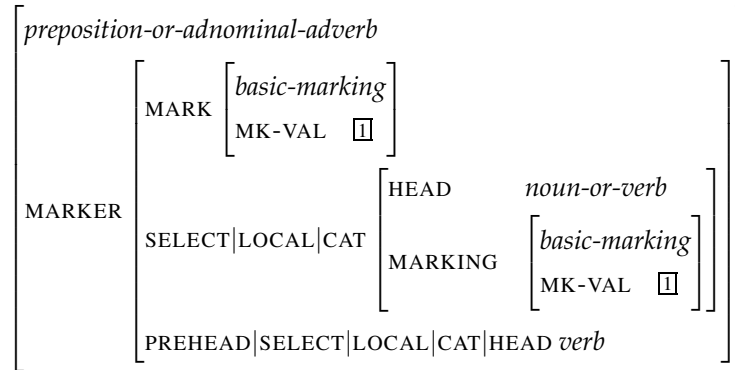 preposition-or-adnominal-adverb
MARKER
MARK
basic-marking
MK-VAL 1
SELECT|LOCAL|CAT
HEAD noun-or-verb
MARKING
basic-marking
MK-VAL 1
PREHEAD|SELECT|LOCAL|CAT|HEAD verb